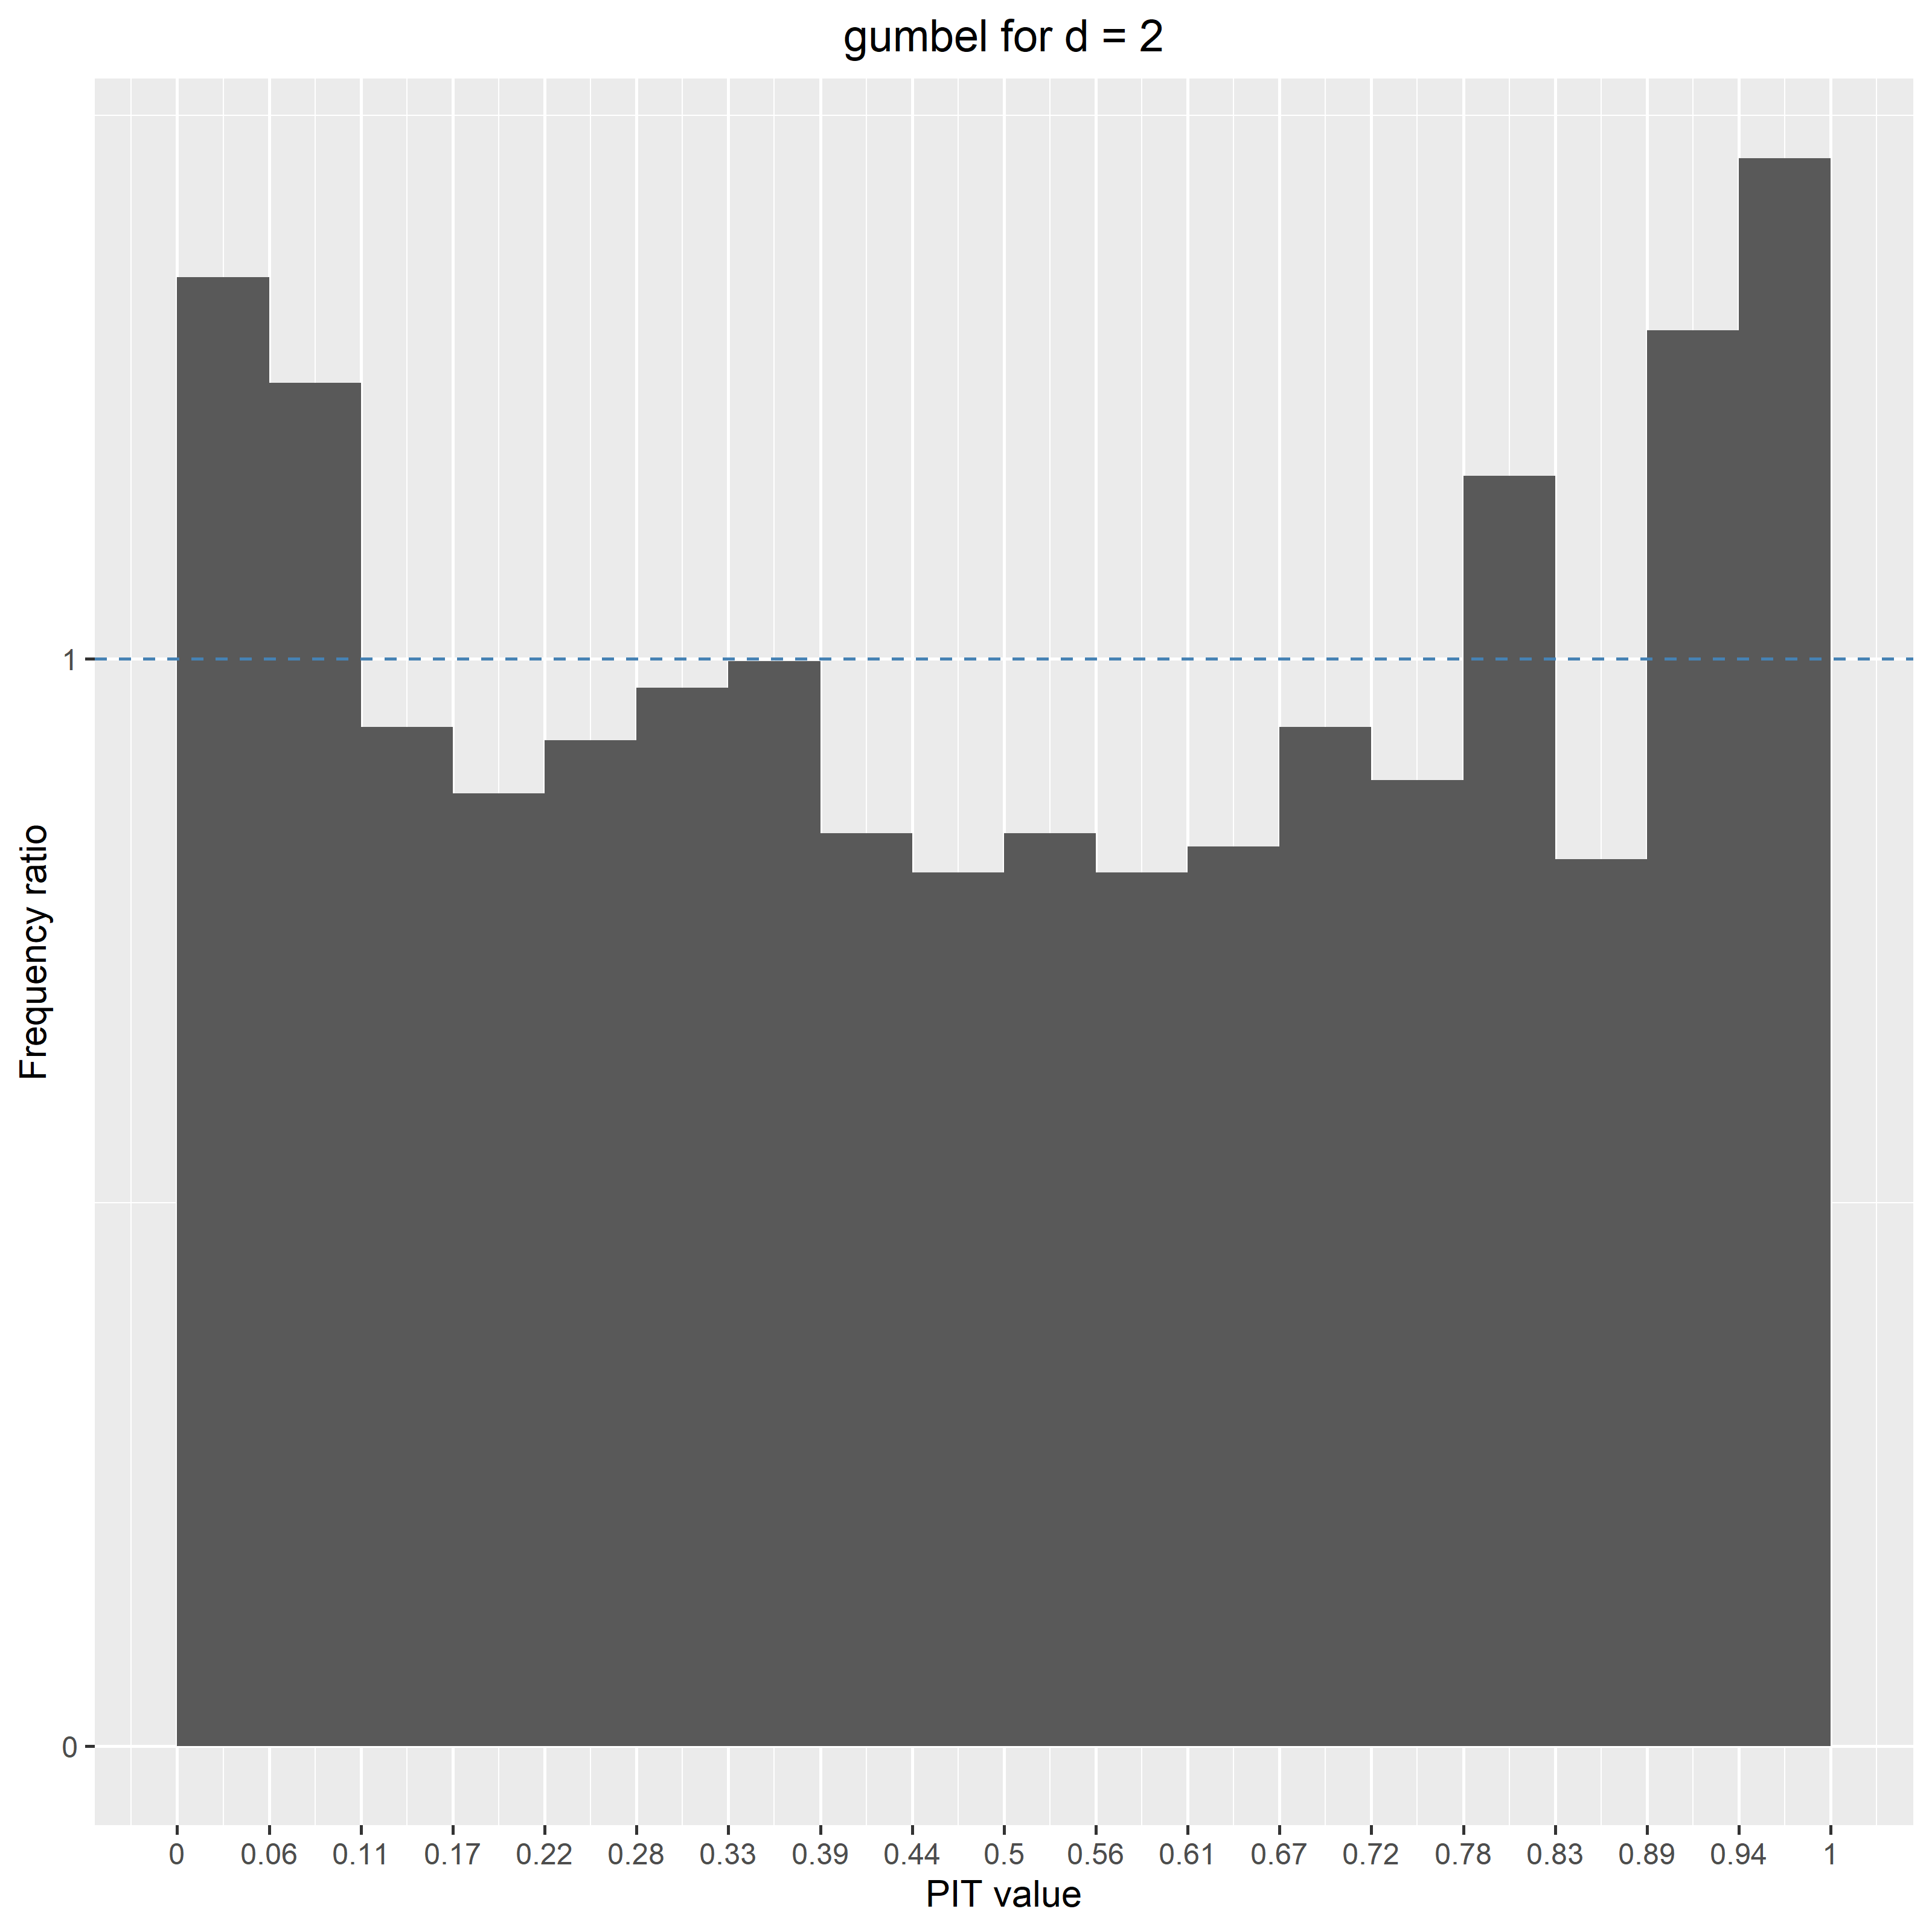 gumbel for d = 2
Frequency ratio
1
0
0 0.06 0.11 0.17 0.22 0.28 0.33 0.39 0.44 0.5 0.56 0.61 0.67 0.72 0.78 0.83 0.89 0.94 1
PIT value